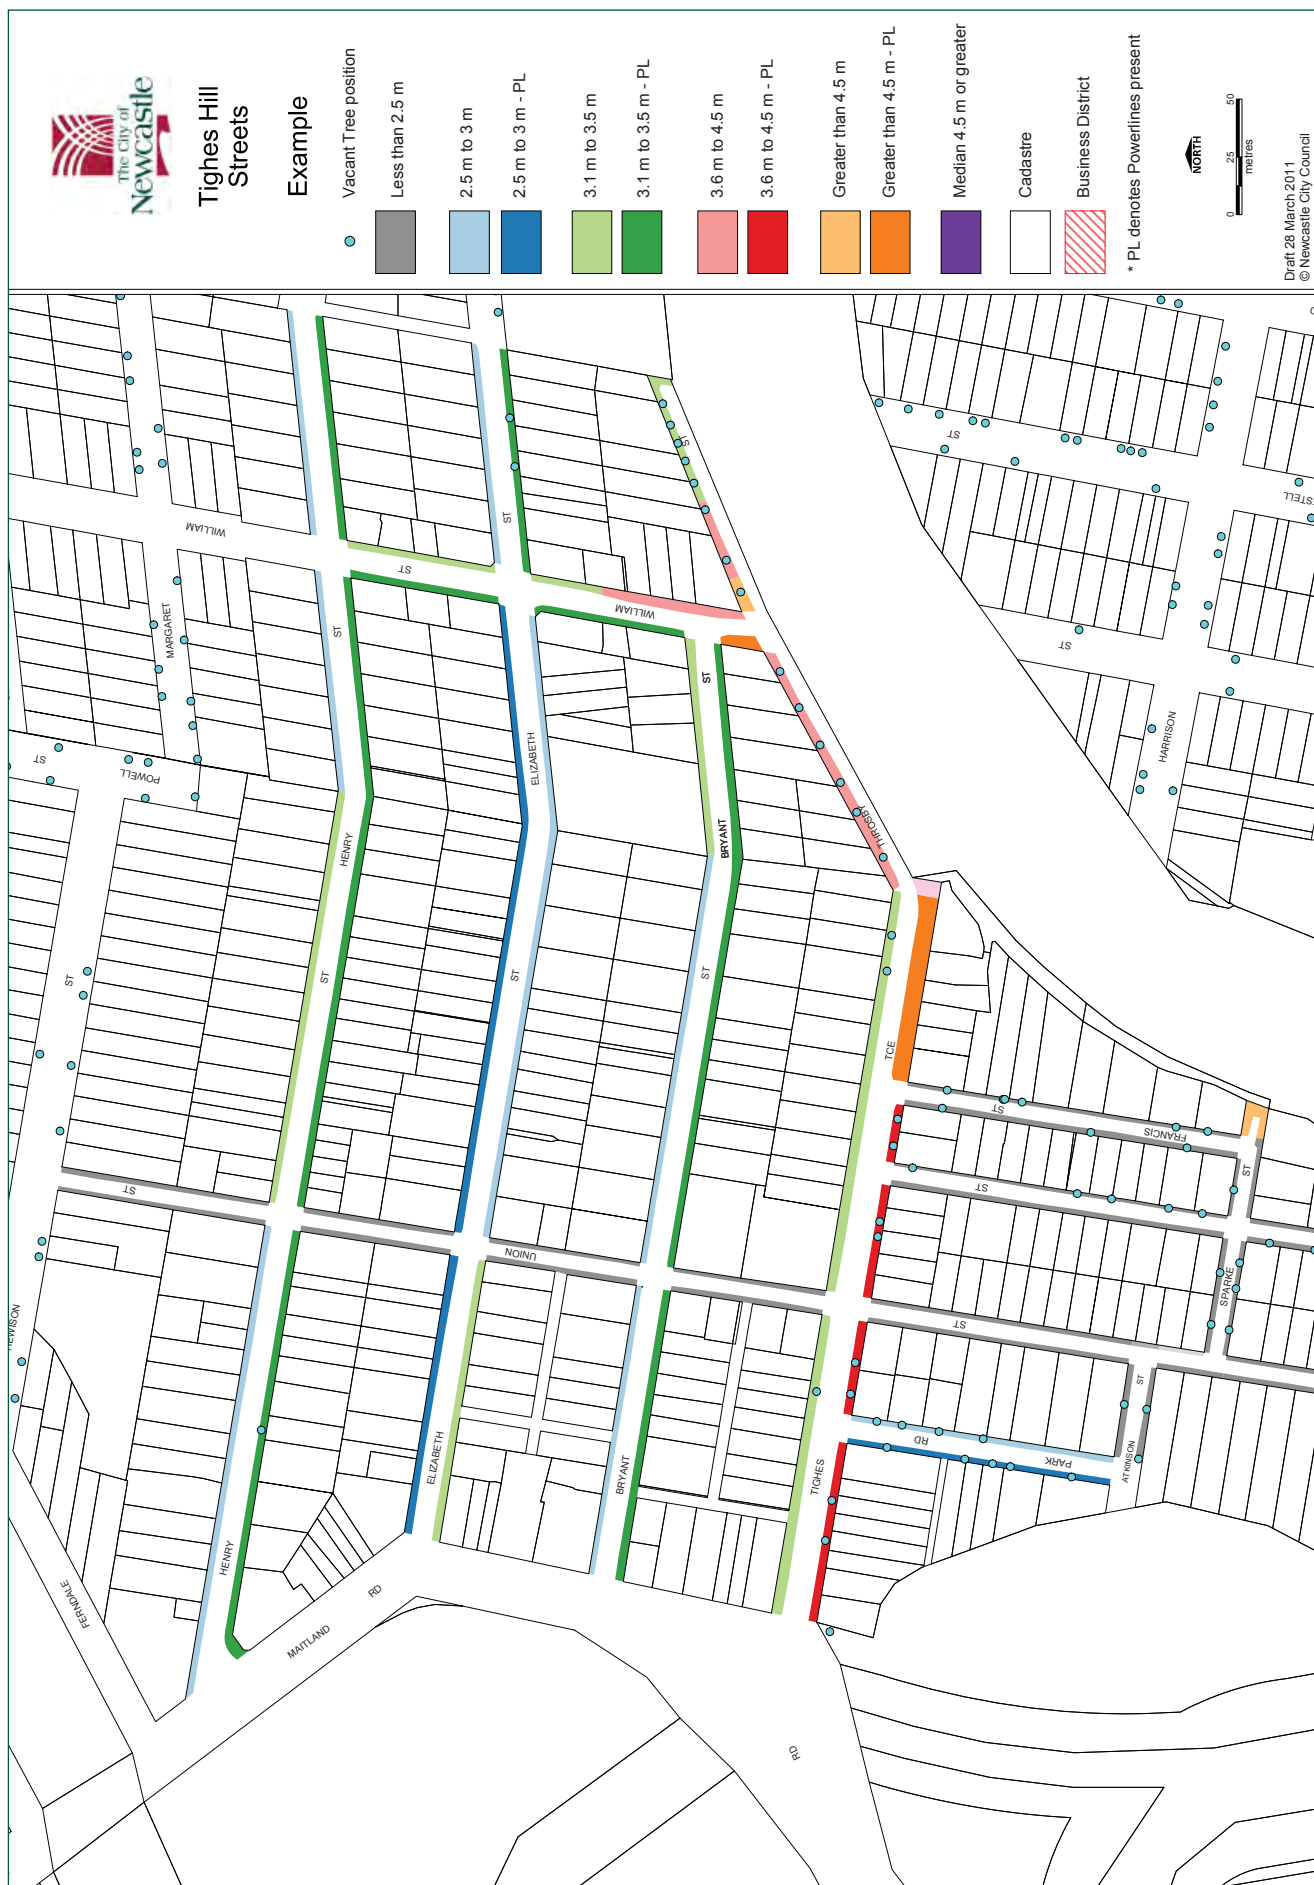 The City of
Newcastle
Tighes Hill
Streets
Example
Vacant Tree position
Less than 2.5 m
2.5 m to 3 m
2.5 m to 3 m - PL
3.1 m to 3.5 m
3.1 m to 3.5 m - PL
3.6 m to 4.5 m
3.6 m to 4.5 m - PL
Greater than 4.5 m
Greater than 4.5 m - PL
Median 4.5 m or greater
Cadastre
Business District
* PL denotes Powerlines present
NORTH
0 25 50
metres
Draft 28 March 2011
© Newcastle City Council
WILLIAM
ST
MARGARET
ST
ST
POWELL
HENRY
ST
ST
ST
ST
HENRY
FERNDALE
MAITLAND
RD
RD
ELIZABETH
ST
ST
ELIZABETH
UNION
WILLIAM
ST
BRYANT
ST
BRYANT
ST
THROSBY
TCE
TIGHES
ST
FRANCIS
ST
ST
ST
SPARKE
ST
ATKINSON
RD
PARK
ST
ST
HARRISON